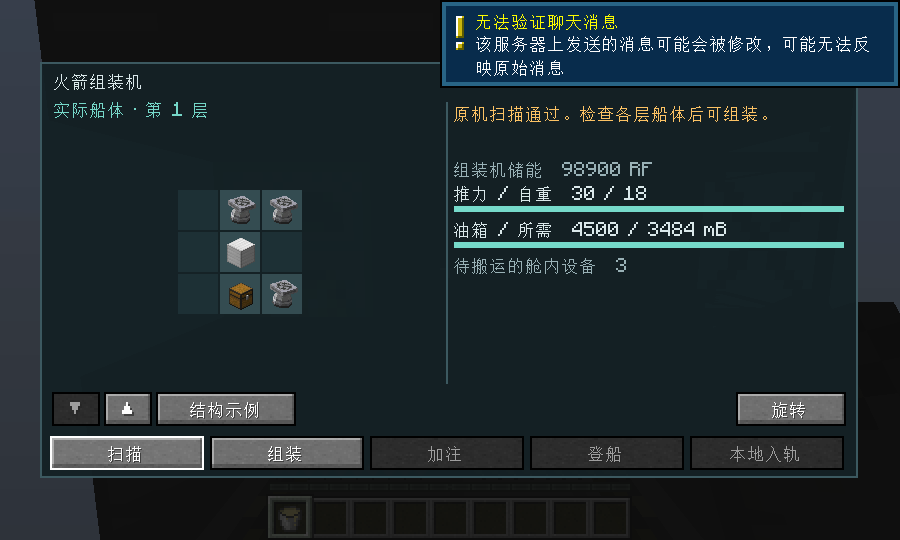 无法验证聊天消息
该服务器上发送的消息可能会被修改，可能无法反
映原始消息
火箭组装机
实际船体 · 第 1 层
原机扫描通过。检查各层船体后可组装。
组装机储能 98900 RF
推力 / 自重 30 / 18
油箱 / 所需 4500 / 3484 mB
待搬运的舱内设备 3
结构示例
旋转
扫描
组装
加注
登船
本地入轨